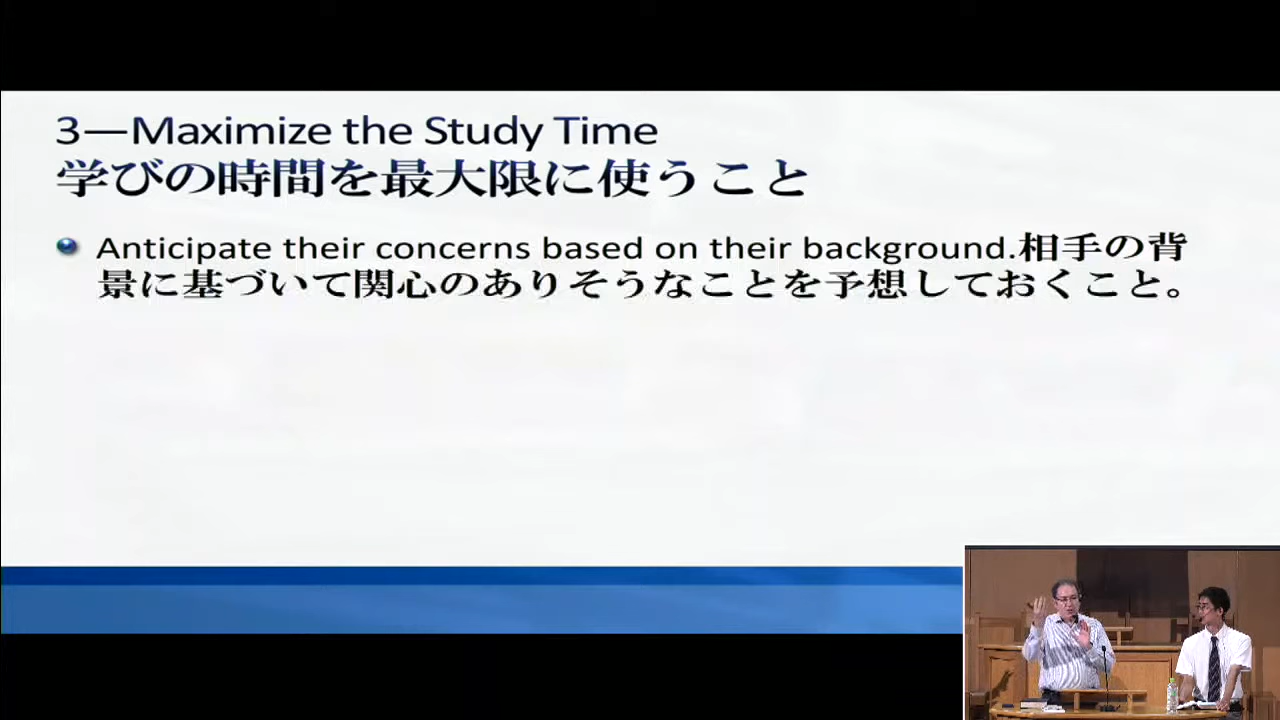 3—Maximize the Study Time
学びの時間を最大限に使うこと
Anticipate their concerns based on their background.相手の背
景に基づいて関心のありそうなことを予想しておくこと。